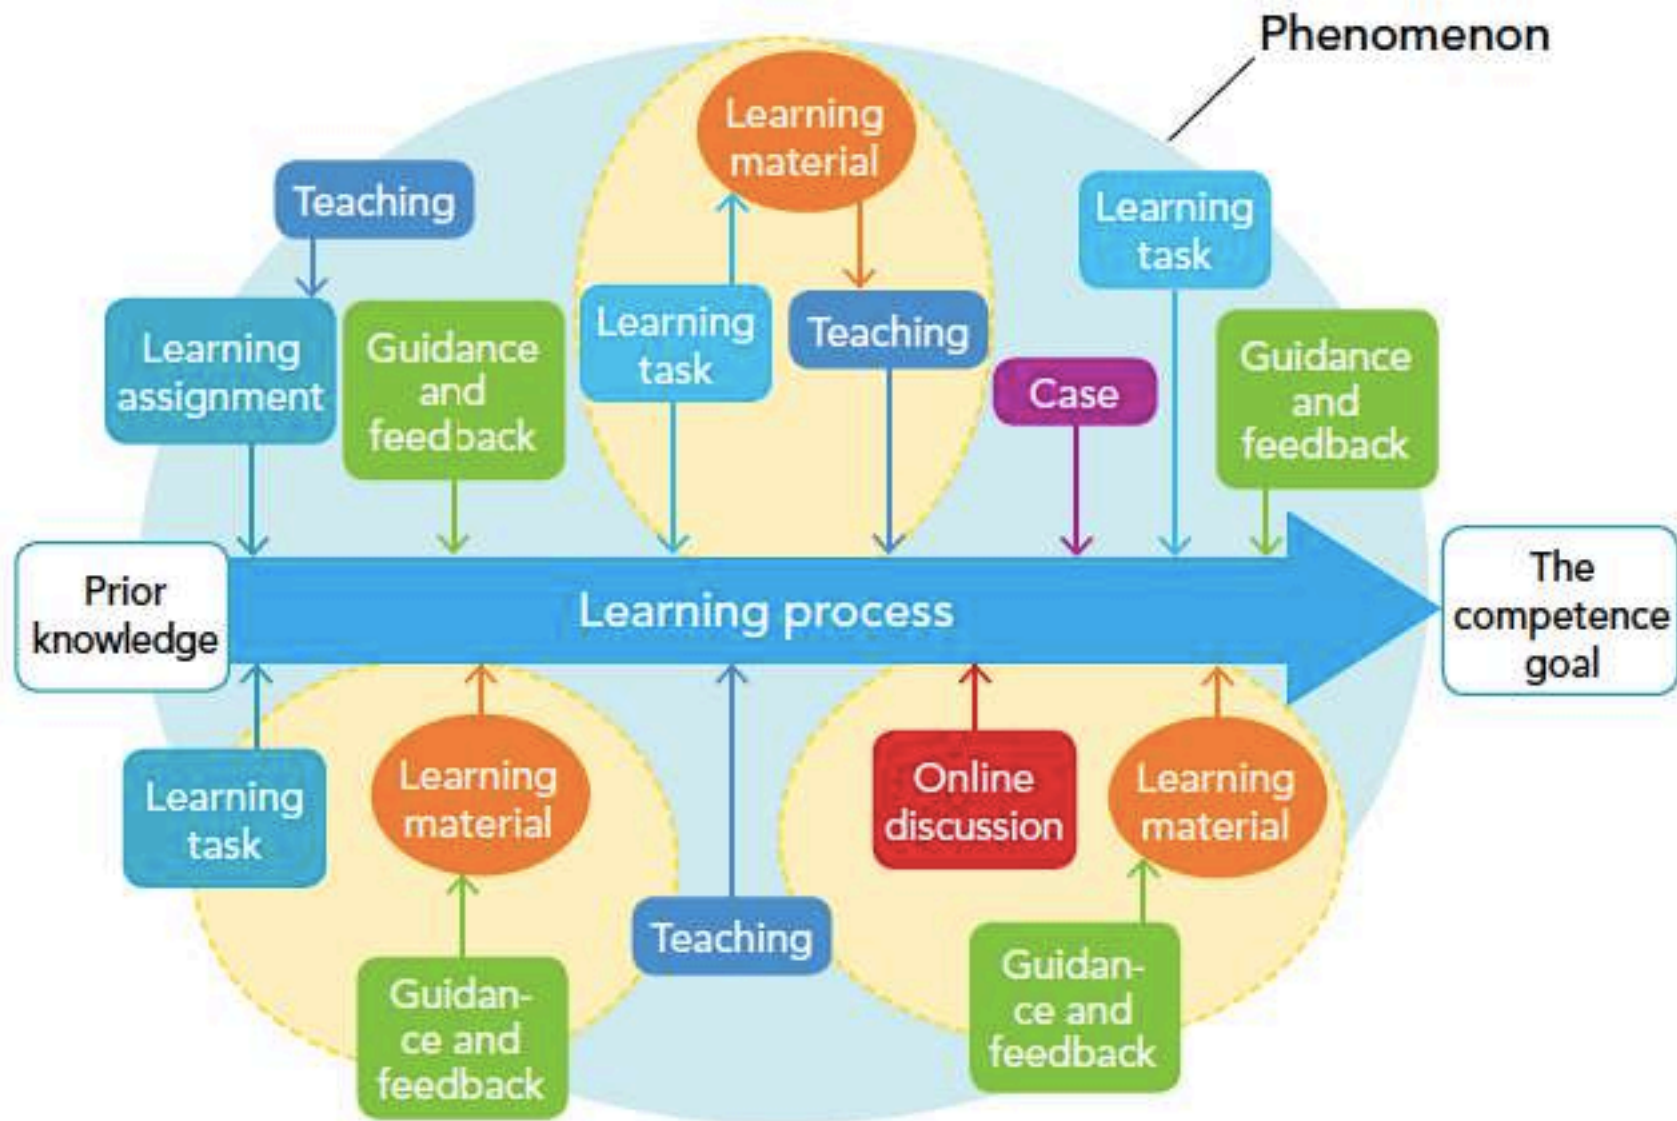 Phenomenon
Learning
material
Teaching
Learning
task
Learning
assignment
Guidance
and
feedback
Learning
task
Teaching
Case
Guidance
and
feedback
Prior
knowledge
Learning process
The
competence
goal
Learning
task
Learning
material
Online
discussion
Learning
material
Teaching
Guidan-
ce and
feedback
Guidan-
ce and
feedback